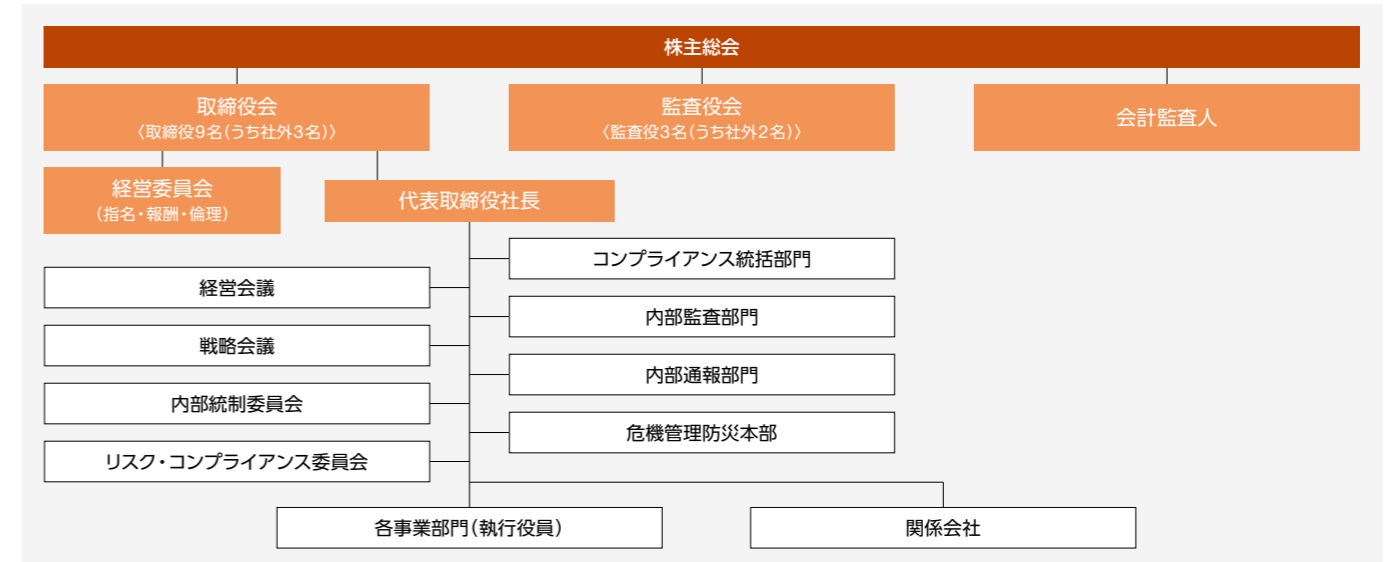 株主総会
取締役会
〈取締役9名(うち社外3名)〉
監査役会
〈監査役3名(うち社外2名)〉
会計監査人
経営委員会
(指名・報酬・倫理)
代表取締役社長
コンプライアンス統括部門
経営会議
内部監査部門
戦略会議
内部通報部門
内部統制委員会
危機管理防災本部
リスク・コンプライアンス委員会
各事業部門(執行役員)
関係会社